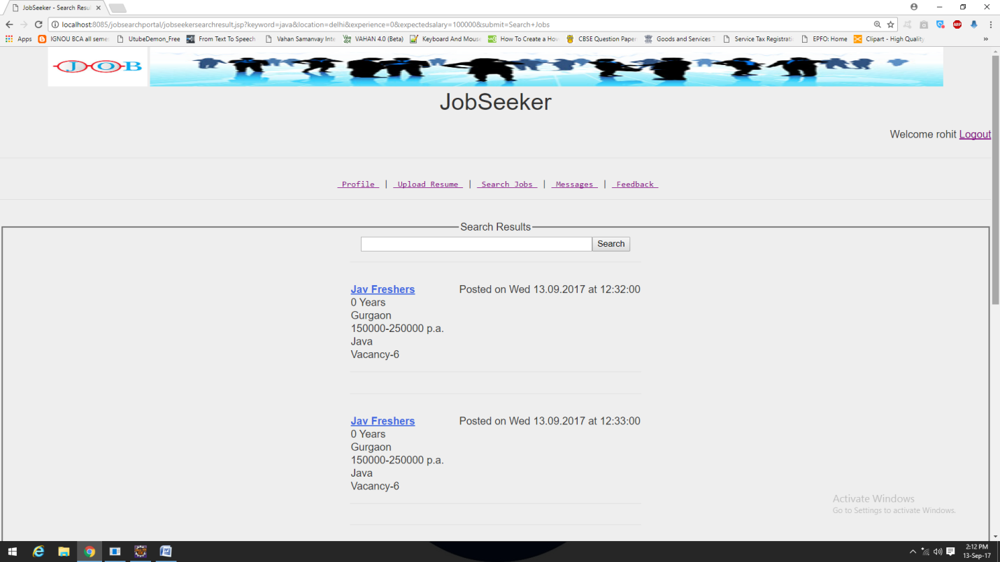 JobSeeker - Search Resul
localhost:8085/jobsearchportal/jobseekersearchresult.jsp?keyword=java&location=delhi&experience=0&expectedsalary=100000&submit=Search+Jobs
Apps IGNOU BCA all semes UtubeDemon_Free From Text To Speech Vahan Samanvay Inte VAHAN 4.0 (Beta) Keyboard And Mouse How To Create a Hov CBSE Question Paper Goods and Services T Service Tax Registratio EPFO: Home Clipart - High Quality »
JOB
JobSeeker
Welcome rohit Logout
Profile | Upload Resume | Search Jobs | Messages | Feedback
Search Results
Search
Jav Freshers Posted on Wed 13.09.2017 at 12:32:00
0 Years
Gurgaon
150000-250000 p.a.
Java
Vacancy-6
Jav Freshers Posted on Wed 13.09.2017 at 12:33:00
0 Years
Gurgaon
150000-250000 p.a.
Java
Vacancy-6
Activate Windows
Go to Settings to activate Windows.
2:12 PM
13-Sep-17